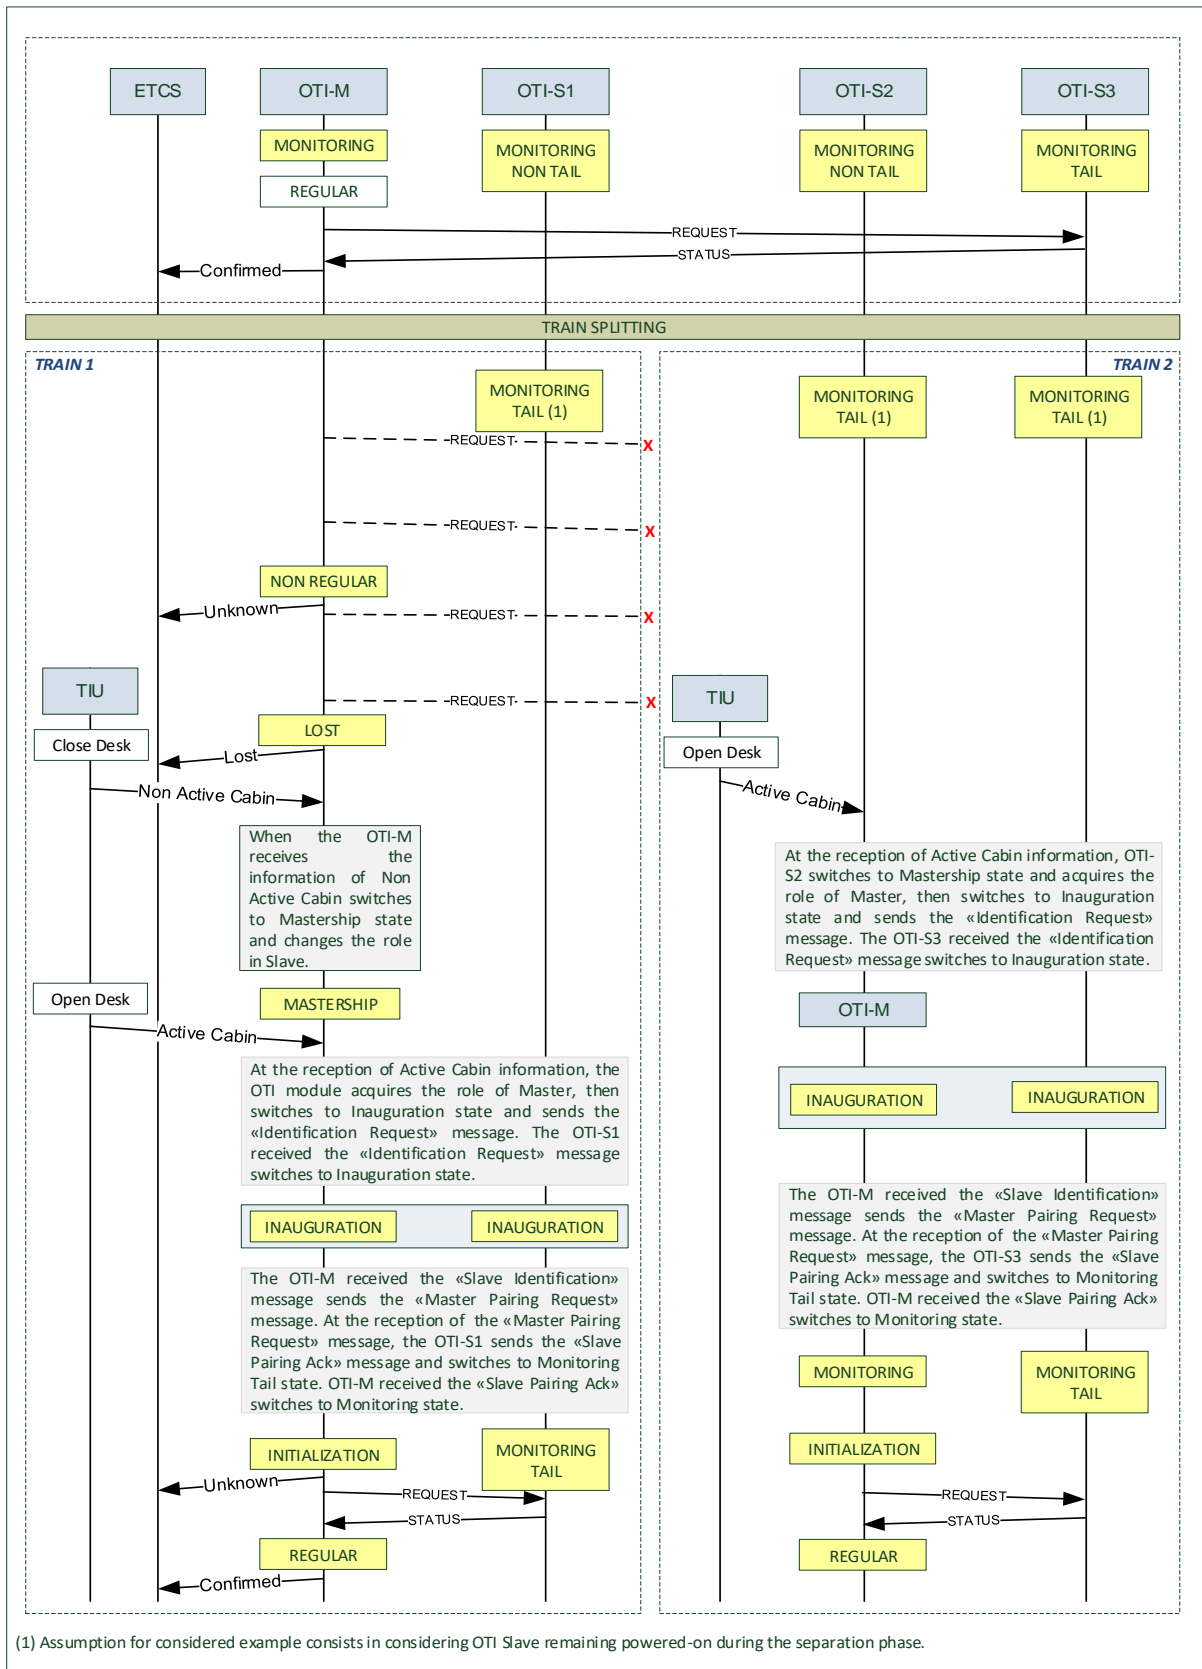 ETCS
OTI-M
OTI-S1
OTI-S2
OTI-S3
MONITORING
MONITORING
NON TAIL
MONITORING
NON TAIL
MONITORING
TAIL
REGULAR
REQUEST
STATUS
Confirmed
TRAIN SPLITTING
TRAIN 1
TRAIN 2
MONITORING
TAIL (1)
MONITORING
TAIL (1)
MONITORING
TAIL (1)
REQUEST
X
REQUEST
X
NON REGULAR
Unknown
REQUEST
X
TIU
TIU
REQUEST
X
LOST
Close Desk
Lost
Open Desk
Non Active Cabin
Active Cabin
When the OTI-M
receives the
information of Non
Active Cabin switches
to Mastership state
and changes the role
in Slave.
At the reception of Active Cabin information, OTI-
S2 switches to Mastership state and acquires the
role of Master, then switches to Inauguration
state and sends the «Identification Request»
message. The OTI-S3 received the «Identification
Request» message switches to Inauguration state.
Open Desk
MASTERSHIP
OTI-M
Active Cabin
At the reception of Active Cabin information, the
OTI module acquires the role of Master, then
switches to Inauguration state and sends the
«Identification Request» message. The OTI-S1
received the «Identification Request» message
switches to Inauguration state.
INAUGURATION
INAUGURATION
INAUGURATION
INAUGURATION
The OTI-M received the «Slave Identification»
message sends the «Master Pairing Request»
message. At the reception of the «Master Pairing
Request» message, the OTI-S3 sends the «Slave
Pairing Ack» message and switches to Monitoring
Tail state. OTI-M received the «Slave Pairing Ack»
switches to Monitoring state.
The OTI-M received the «Slave Identification»
message sends the «Master Pairing Request»
message. At the reception of the «Master Pairing
Request» message, the OTI-S1 sends the «Slave
Pairing Ack» message and switches to Monitoring
Tail state. OTI-M received the «Slave Pairing Ack»
switches to Monitoring state.
MONITORING
MONITORING
TAIL
INITIALIZATION
MONITORING
TAIL
INITIALIZATION
Unknown
REQUEST
STATUS
REQUEST
STATUS
REGULAR
REGULAR
Confirmed
(1) Assumption for considered example consists in considering OTI Slave remaining powered-on during the separation phase.